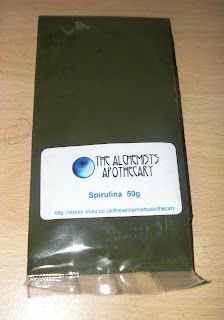 THE ALCHEMISTS
APOTHECARY
Spirulina 50g
http://stores.ebay.co.uk/thealchemistsapothecary